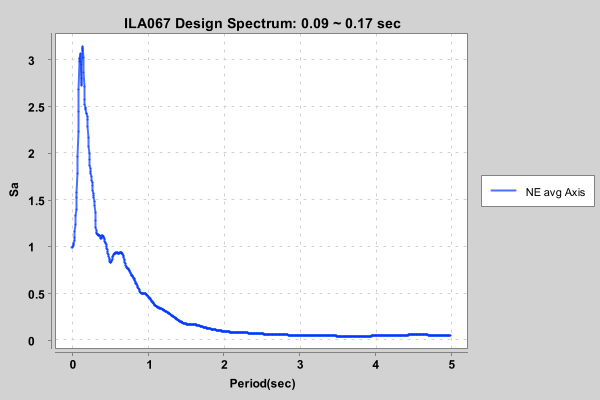 ILA067 Design Spectrum: 0.09 ~ 0.17 sec
3
2.5
2
1.5
1
0.5
0
Sa
NE avg Axis
0 1 2 3 4 5
Period(sec)